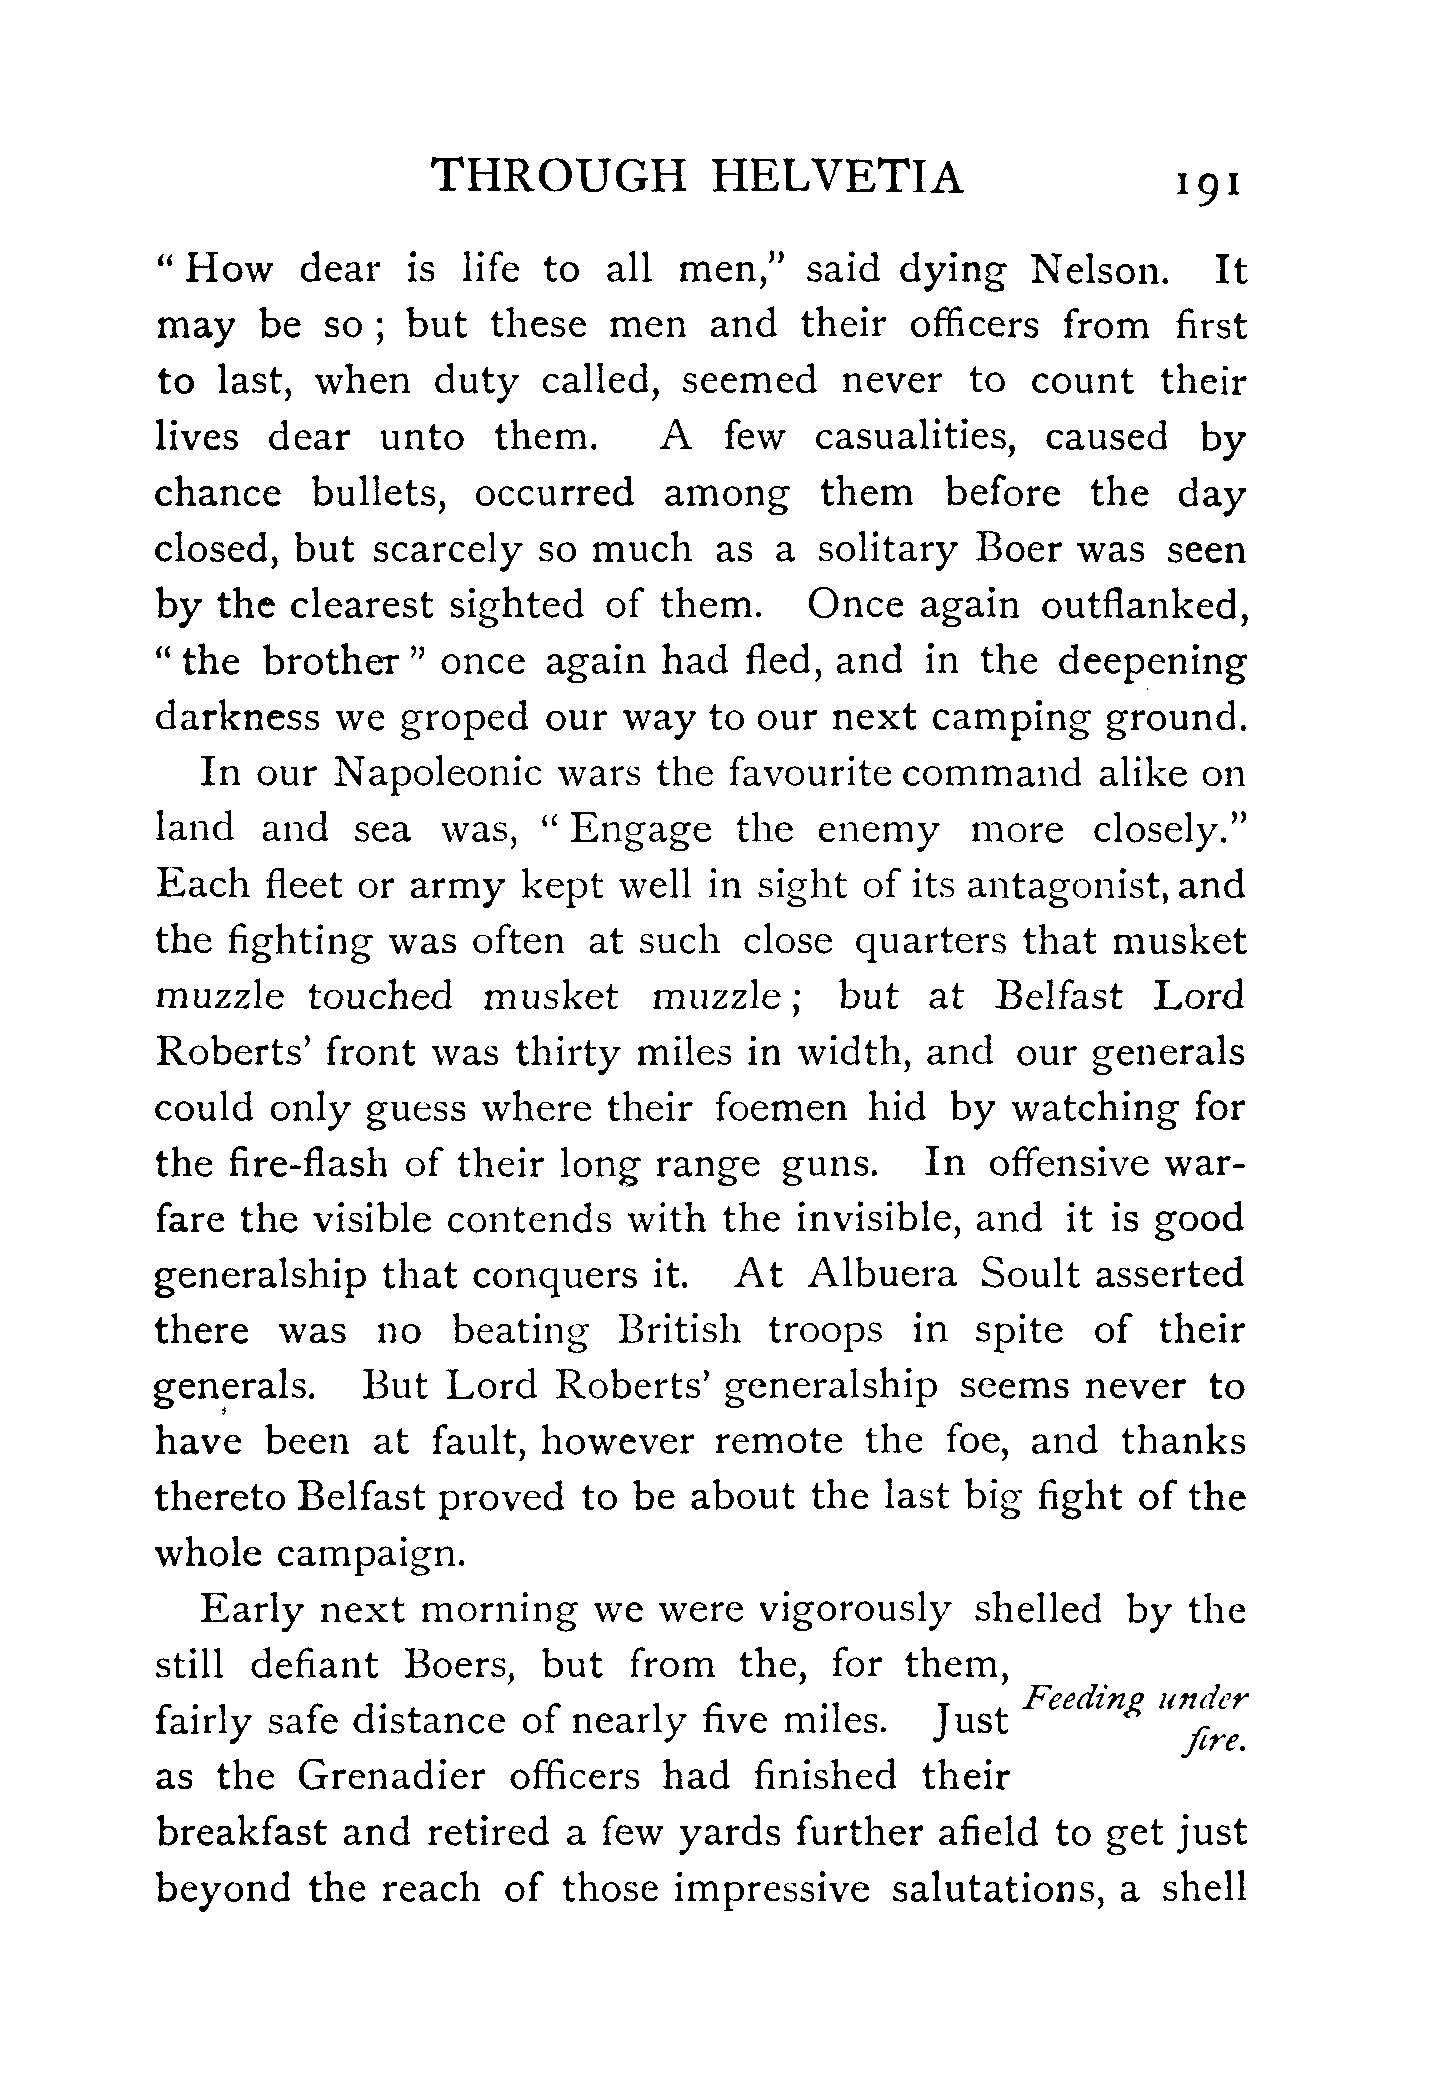 THROUGH HELVETIA 191
“ How dear is life to all men,” said dying Nelson. It
may be so ; but these men and their officers from first
to last, when duty called, seemed never to count their
lives dear unto them. A few casualities, caused by
chance bullets, occurred among them before the day
closed, but scarcely so much as a solitary Boer was seen
by the clearest sighted of them. Once again outflanked,
“ the brother ” once again had fled, and in the deepening
darkness we groped our way to our next camping ground.
In our Napoleonic wars the favourite command alike on
land and sea was, “ Engage the enemy more closely.”
Each fleet or army kept well in sight of its antagonist, and
the fighting was often at such close quarters that musket
muzzle touched musket muzzle ; but at Belfast Lord
Roberts’ front was thirty miles in width, and our generals
could only guess where their foemen hid by watching for
the fire-flash of their long range guns. In offensive war-
fare the visible contends with the invisible, and it is good
generalship that conquers it. At Albuera Soult asserted
there was no beating British troops in spite of their
generals. But Lord Roberts’ generalship seems never to
have been at fault, however remote the foe, and thanks
thereto Belfast proved to be about the last big fight of the
whole campaign.
Early next morning we were vigorously shelled by the
still defiant Boers, but from the, for them,
fairly safe distance of nearly five miles. Just
Feeding under
fire.
as the Grenadier officers had finished their
breakfast and retired a few yards further afield to get just
beyond the reach of those impressive salutations, a shell